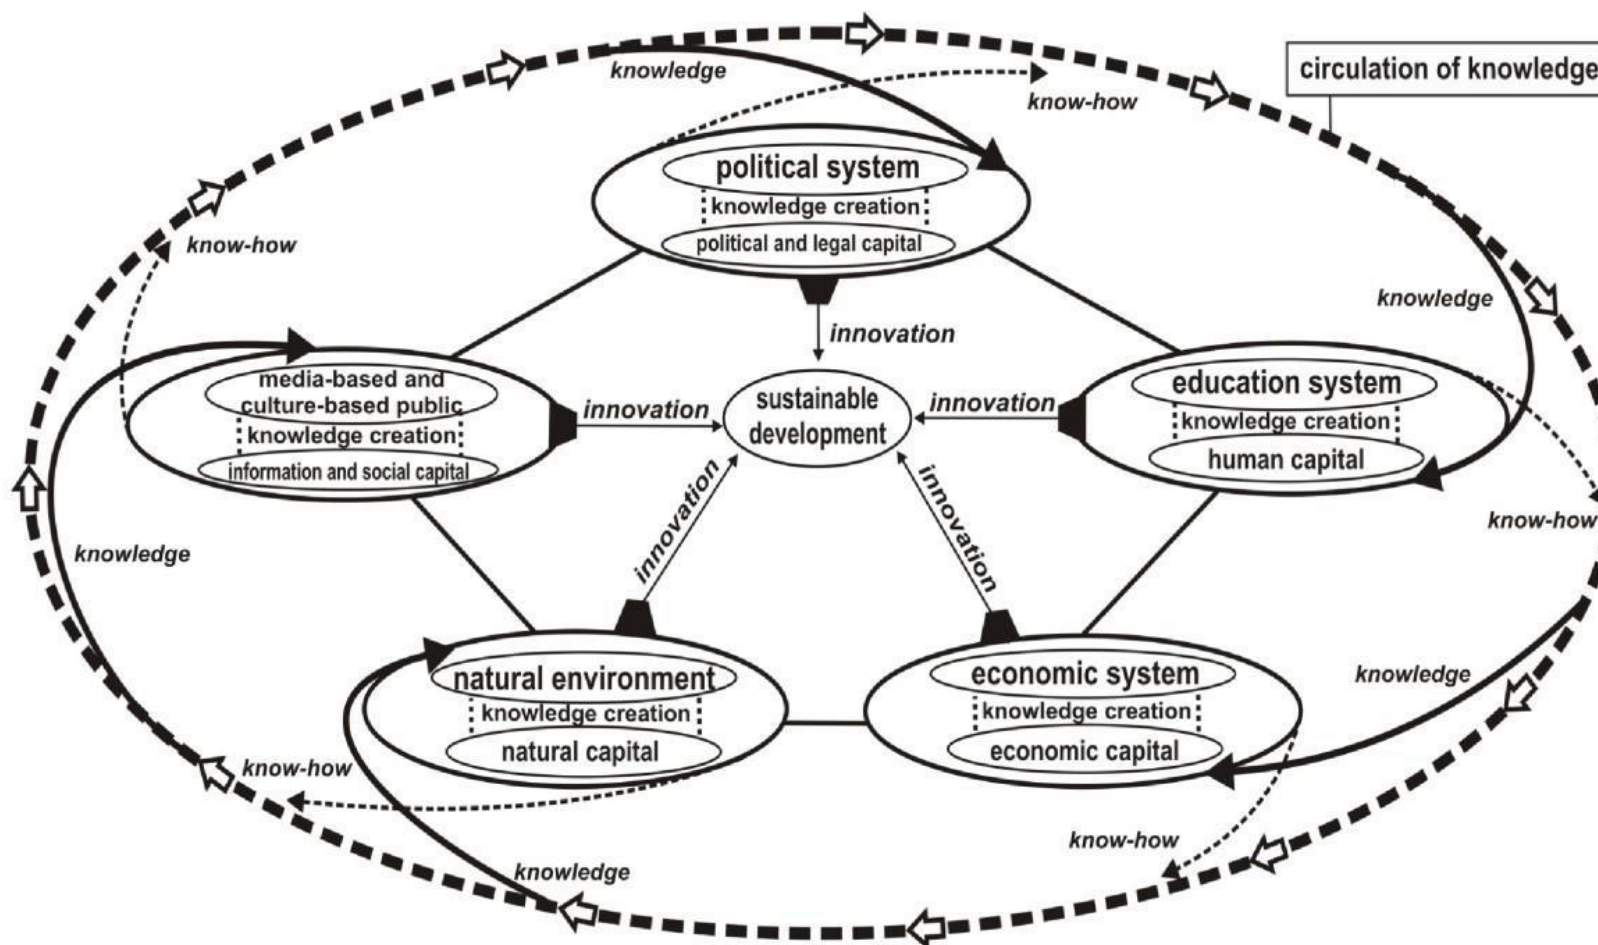 knowledge
circulation of knowledge
know-how
political system
knowledge creation
political and legal capital
know-how
knowledge
innovation
media-based and
culture-based public
knowledge creation
information and social capital
innovation
sustainable
development
innovation
education system
knowledge creation
human capital
know-how
knowledge
innovation
innovation
natural environment
knowledge creation
natural capital
economic system
knowledge creation
economic capital
knowledge
know-how
know-how
knowledge